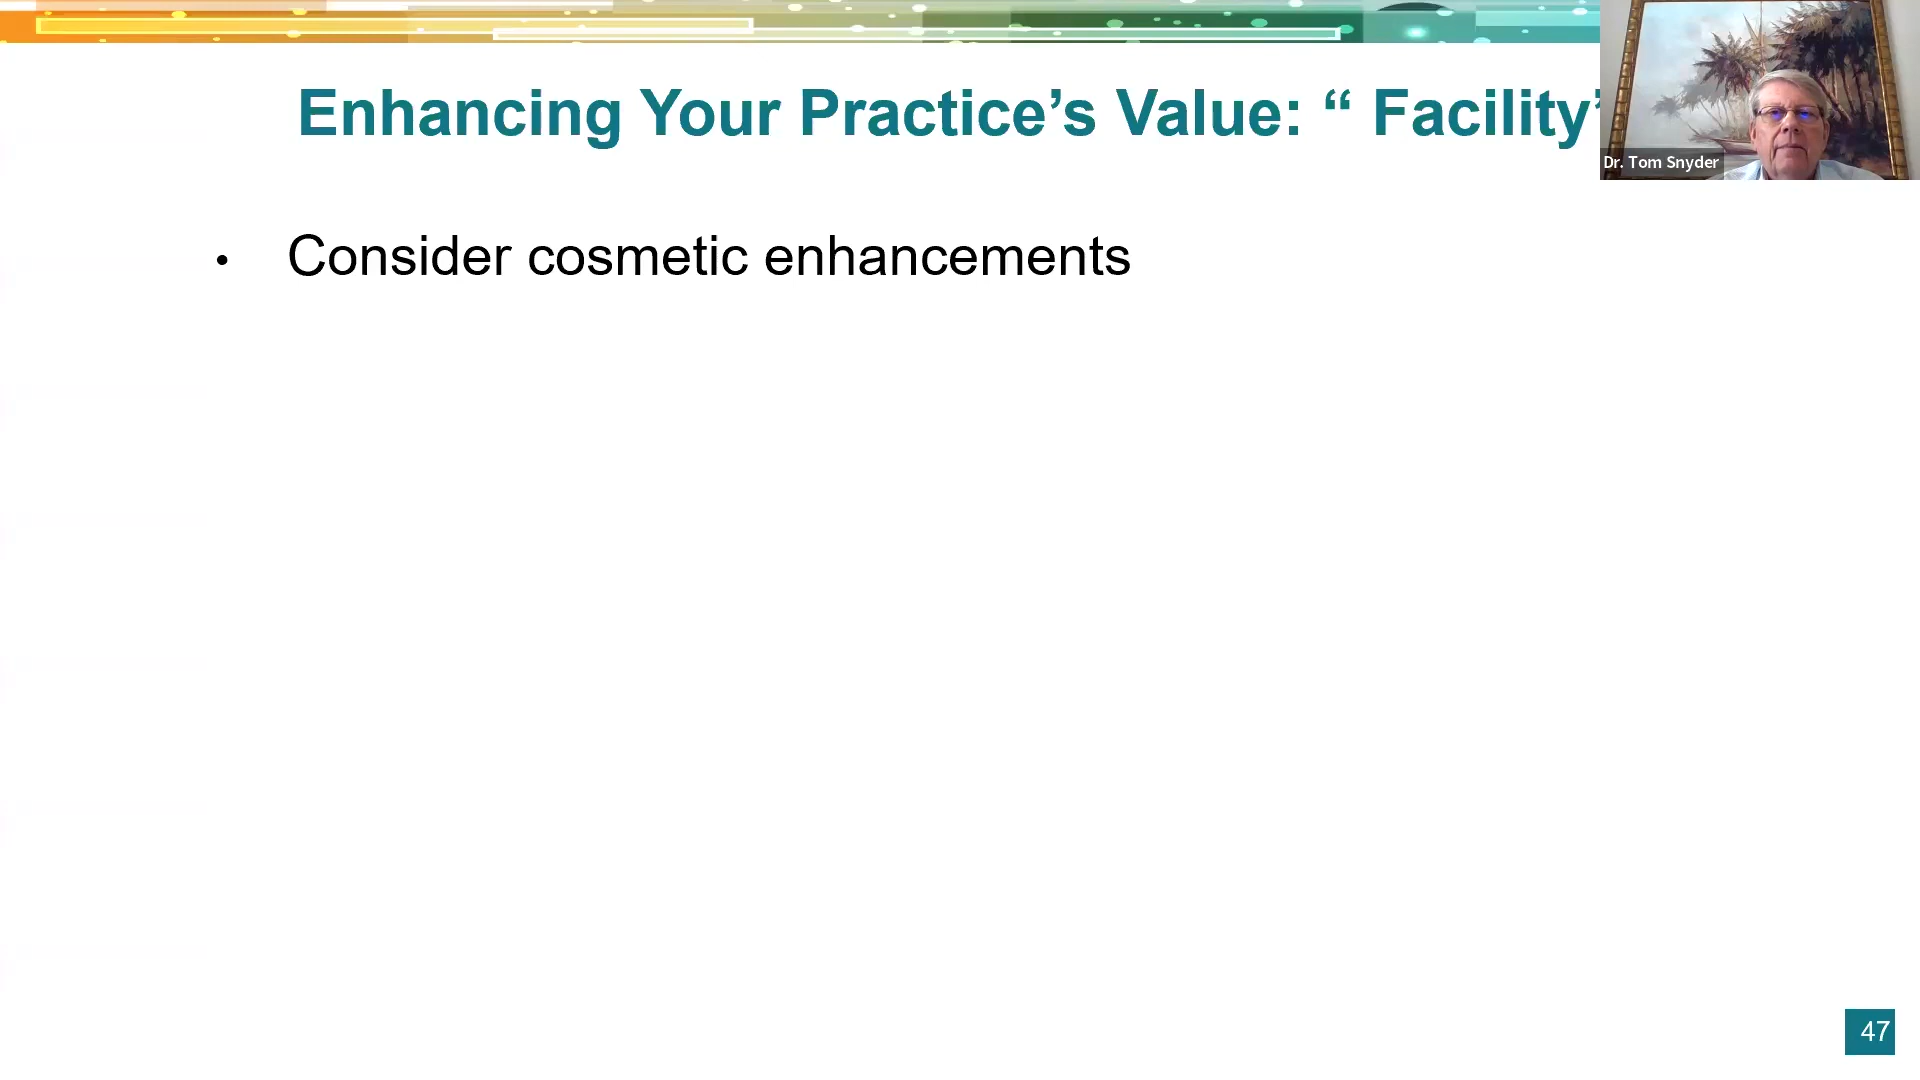 Enhancing Your Practice’s Value: “ Facility’
Dr. Tom Snyder
• Consider cosmetic enhancements
47